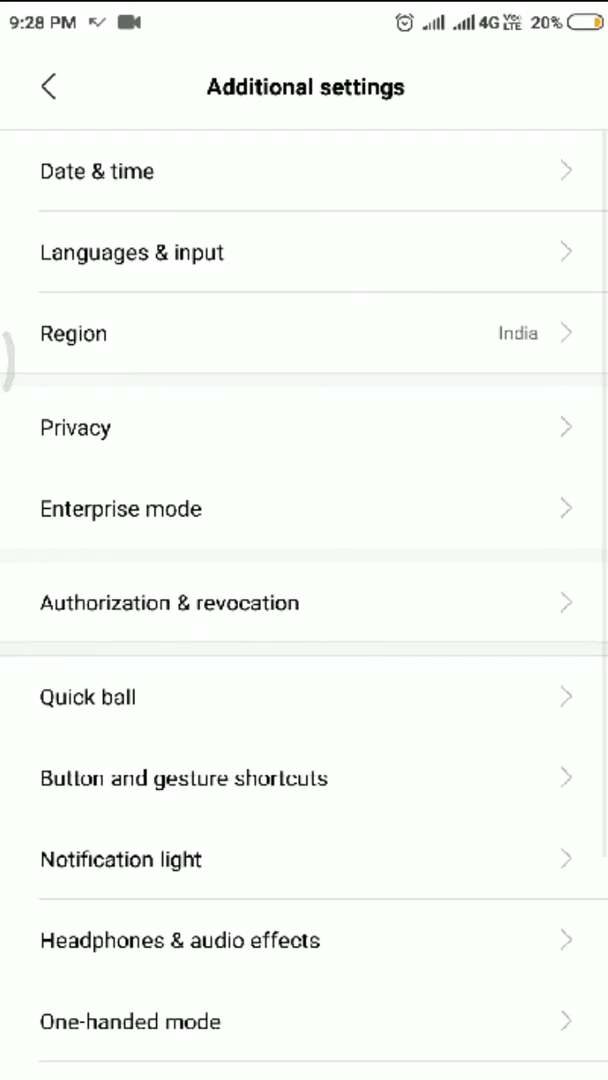 9:28 PM 4G VoLTE 20%
Additional settings
Date & time
Languages & input
Region India
Privacy
Enterprise mode
Authorization & revocation
Quick ball
Button and gesture shortcuts
Notification light
Headphones & audio effects
One-handed mode